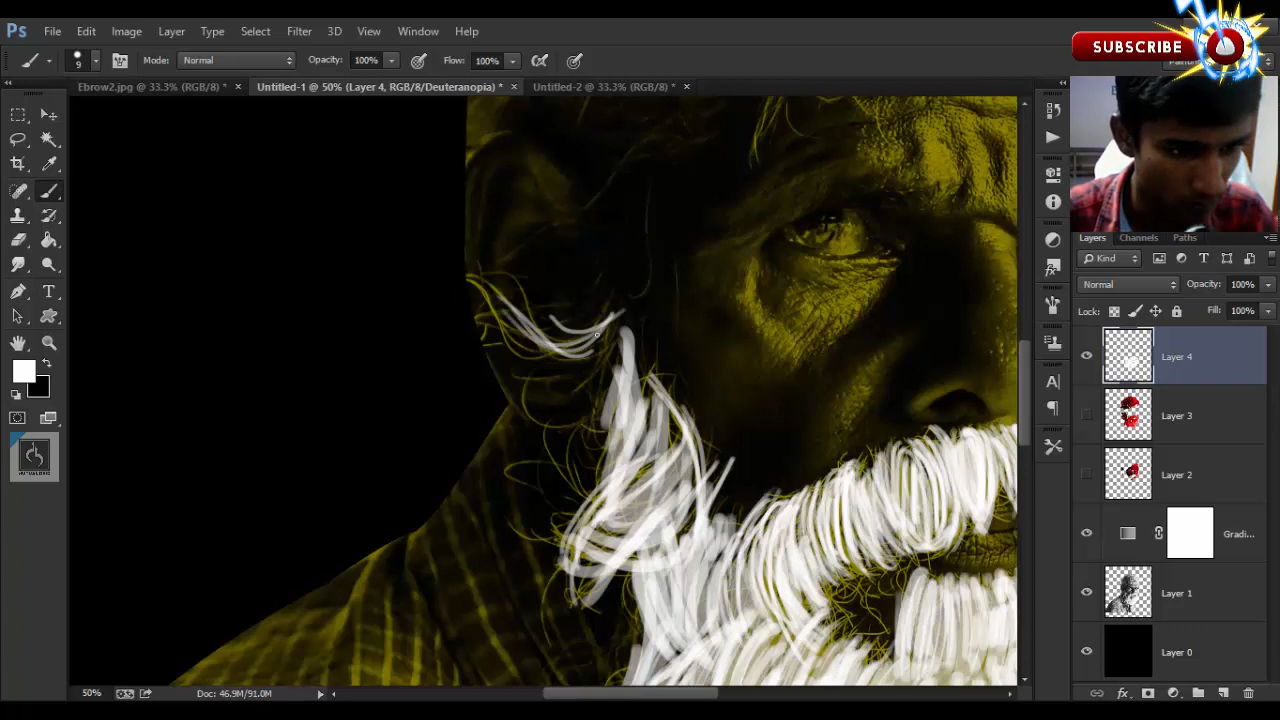 Ps File Edit Image Layer Type Select Filter 3D View Window Help
SUBSCRIBE
9 Mode: Normal Opacity: 100% Flow: 100%
Ebrow2.jpg @ 33.3% (RGB/8) * × Untitled-1 @ 50% (Layer 4, RGB/8/Deuteranopia) * × Untitled-2 @ 33.3% (RGB/8) * ×
Layers Channels Paths
Kind
Normal Opacity: 100%
Lock: Fill: 100%
Layer 4
Layer 3
Layer 2
Gradi...
Layer 1
Layer 0
50% Doc: 46.9M/91.0M